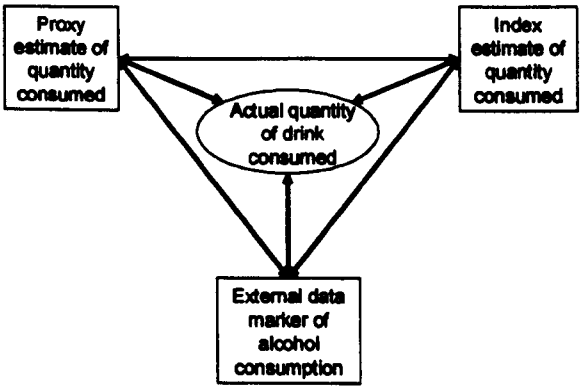 Proxy
estimate of
quantity
consumed
Index
estimate of
quantity
consumed
Actual quantity
of drink
consumed
External data
marker of
alcohol
consumption